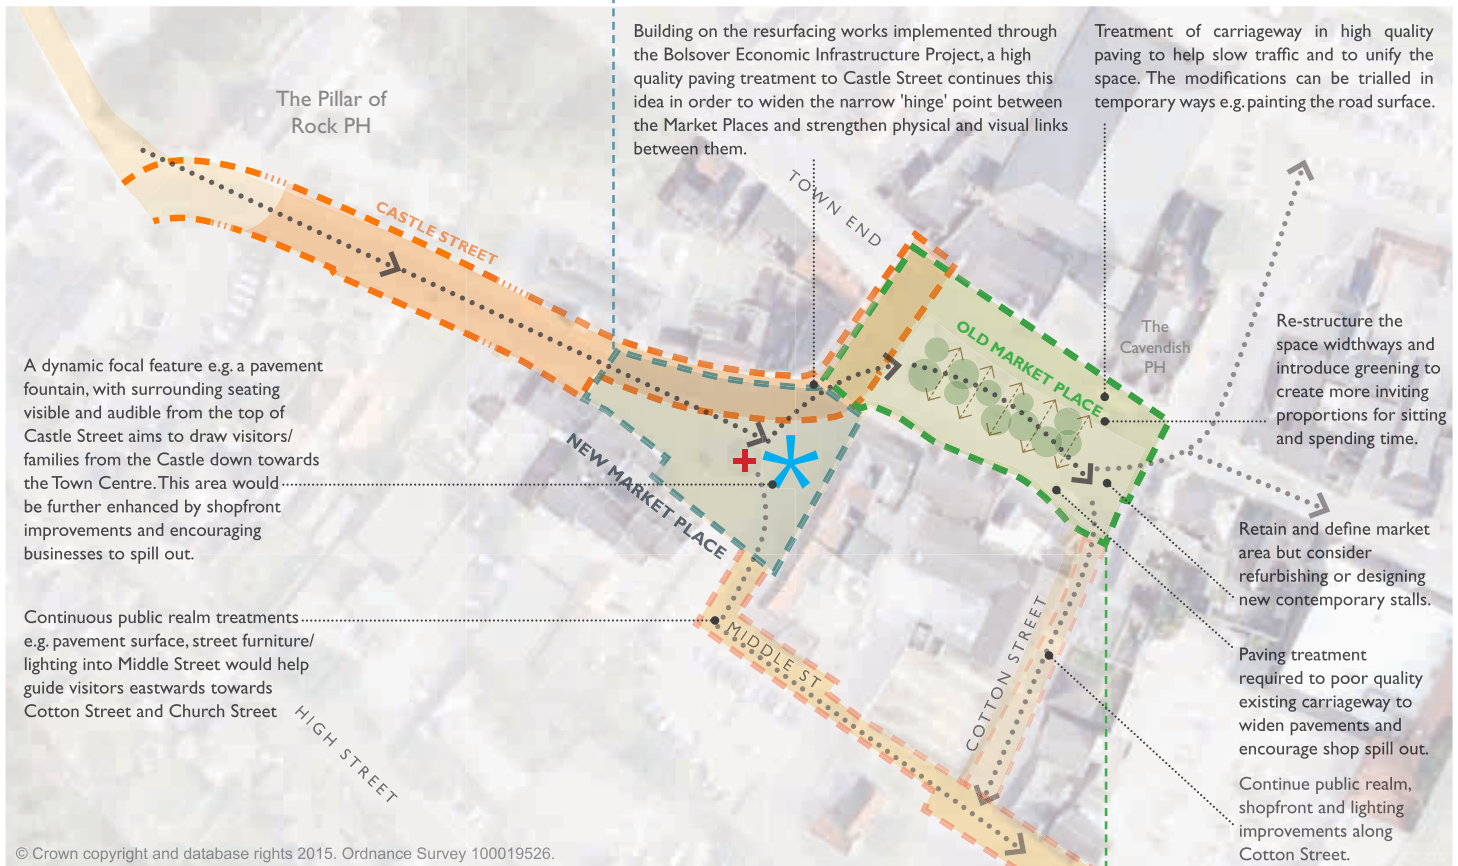 Building on the resurfacing works implemented through
the Bolsover Economic Infrastructure Project, a high
quality paving treatment to Castle Street continues this
idea in order to widen the narrow 'hinge' point between
the Market Places and strengthen physical and visual links
between them.
Treatment of carriageway in high quality
paving to help slow traffic and to unify the
space. The modifications can be trialled in
temporary ways e.g. painting the road surface.
The Pillar of
Rock PH
TOWN END
CASTLE STREET
OLD MARKET PLACE
The
Cavendish
PH
Re-structure the
space widthways and
introduce greening to
create more inviting
proportions for sitting
and spending time.
A dynamic focal feature e.g. a pavement
fountain, with surrounding seating
visible and audible from the top of
Castle Street aims to draw visitors/
families from the Castle down towards
the Town Centre. This area would
be further enhanced by shopfront
improvements and encouraging
businesses to spill out.
NEW MARKET PLACE
Retain and define market
area but consider
refurbishing or designing
new contemporary stalls.
Continuous public realm treatments
e.g. pavement surface, street furniture/
lighting into Middle Street would help
guide visitors eastwards towards
Cotton Street and Church Street
MIDDLE ST
COTTON STREET
HIGH STREET
Paving treatment
required to poor quality
existing carriageway to
widen pavements and
encourage shop spill out.
Continue public realm,
shopfront and lighting
improvements along
Cotton Street.
© Crown copyright and database rights 2015. Ordnance Survey 100019526.